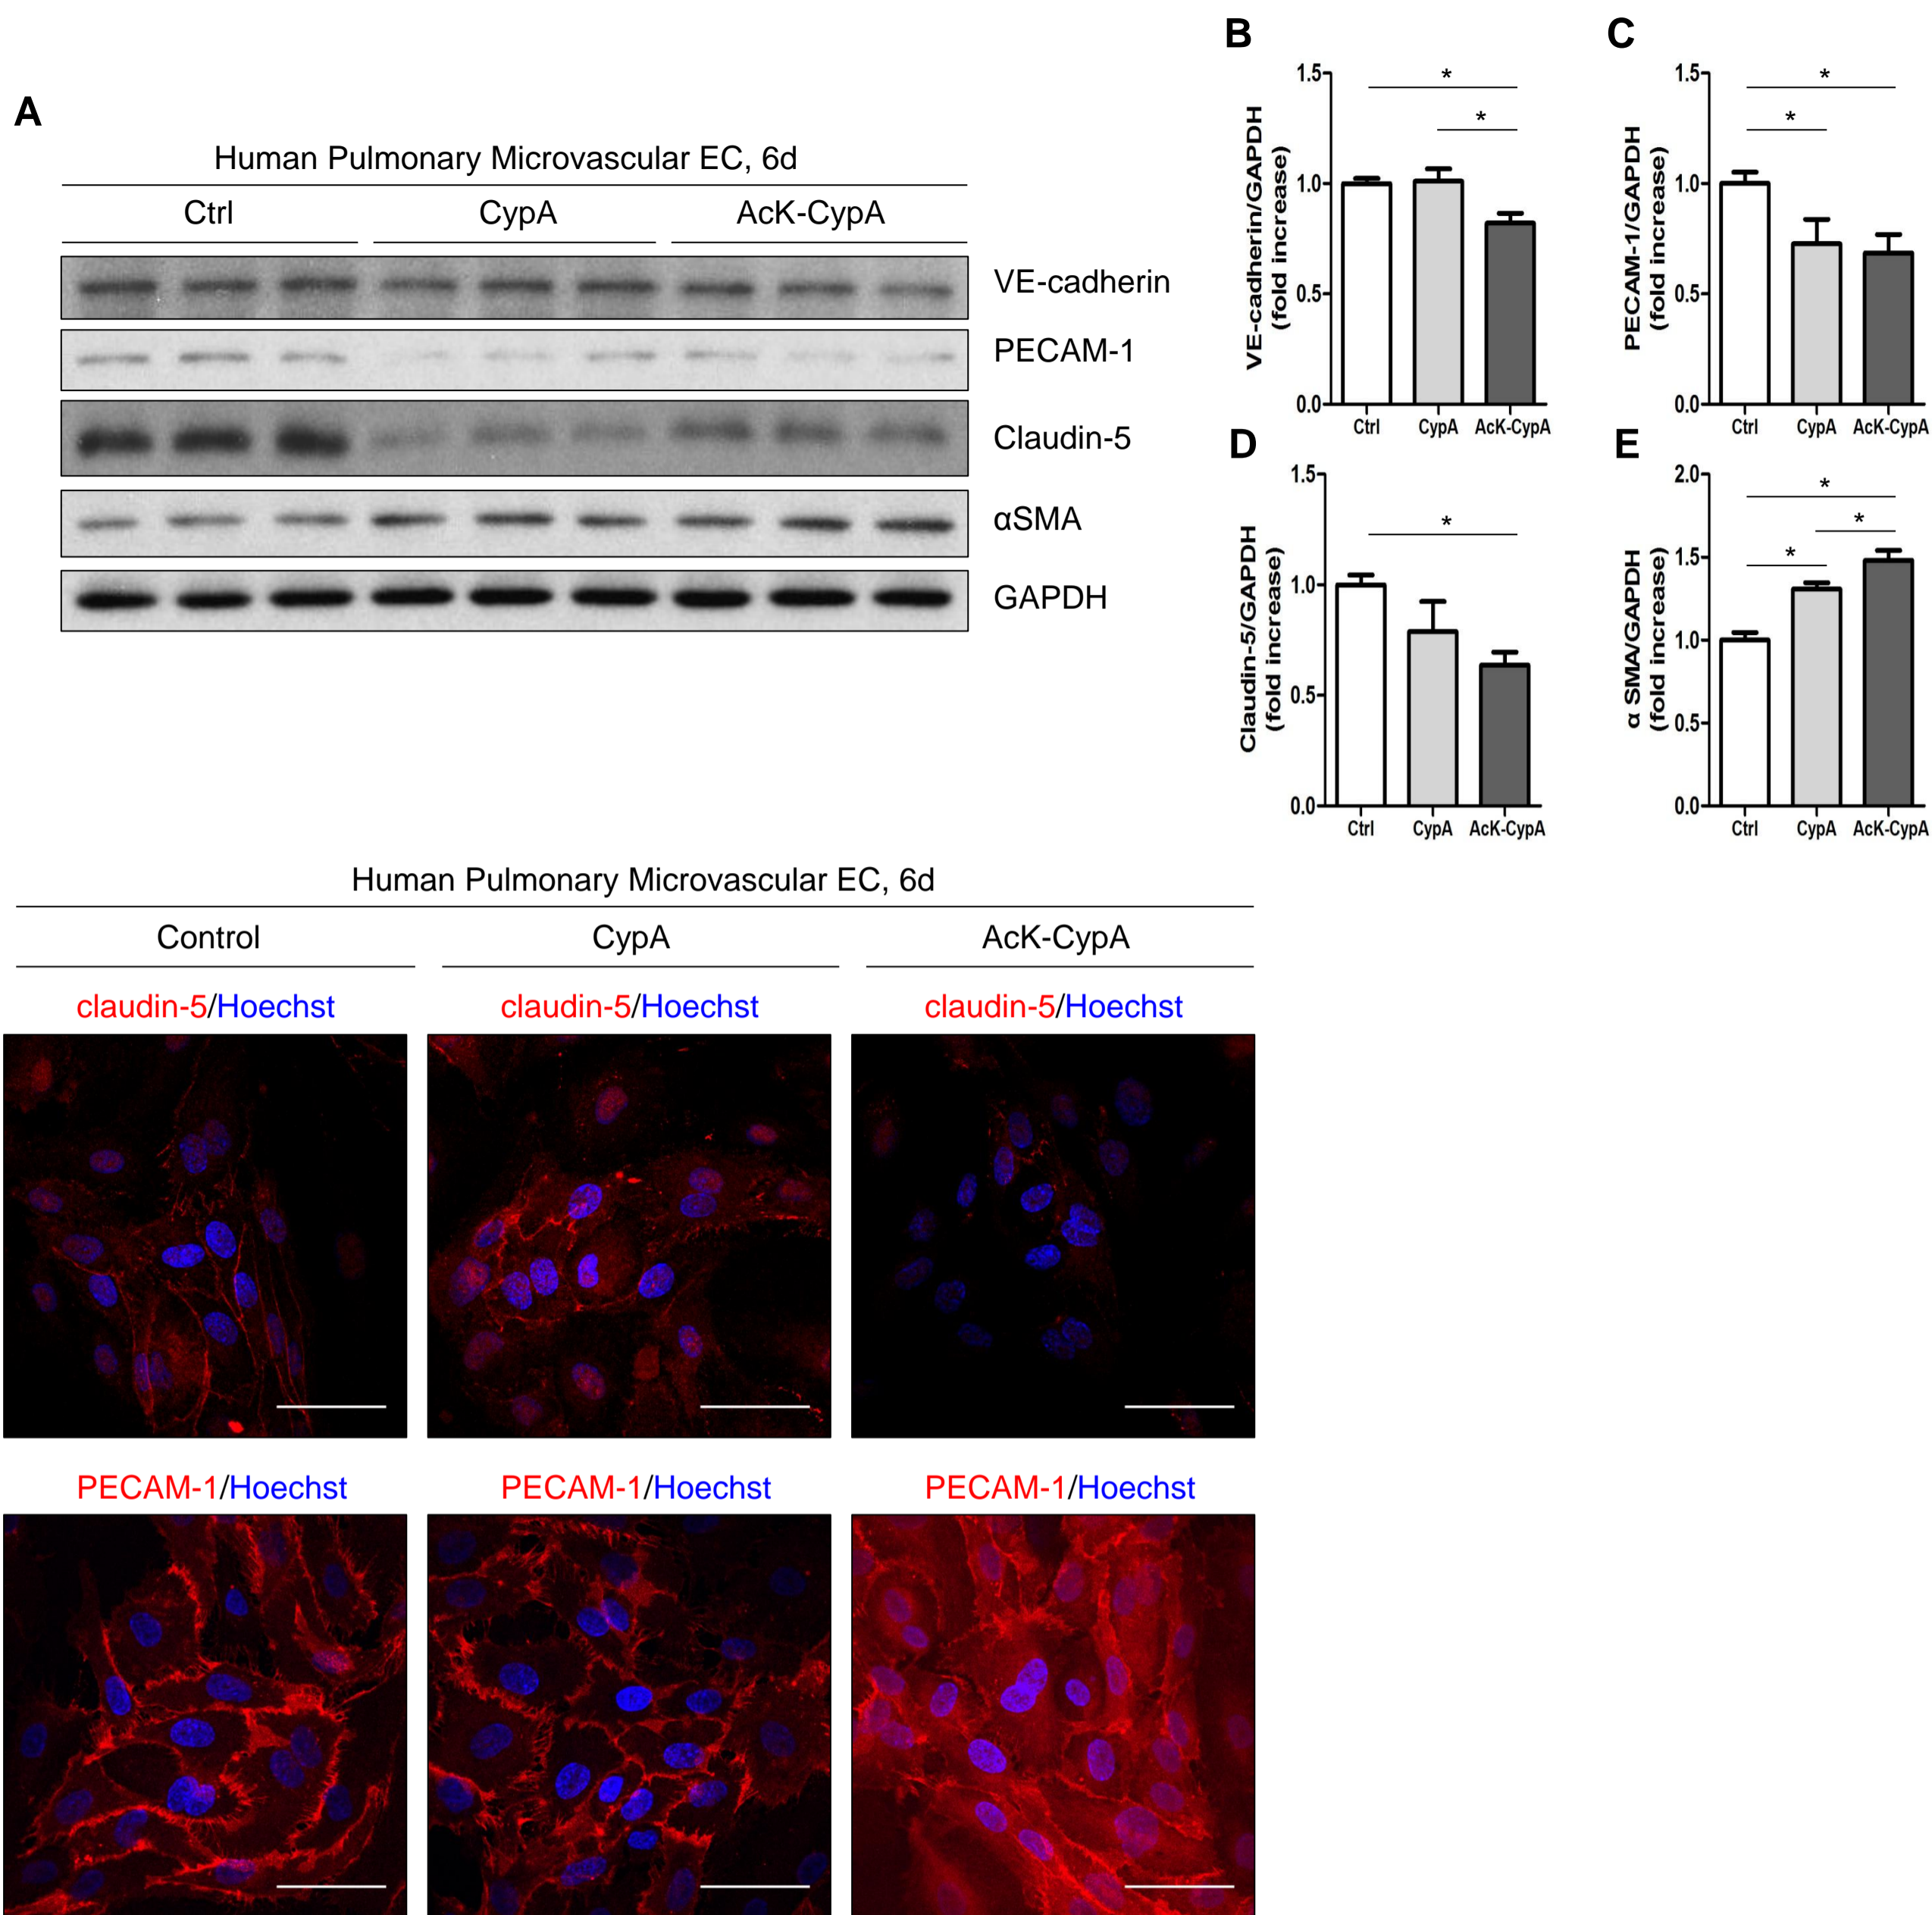 A
Human Pulmonary Microvascular EC, 6d
Ctrl
CypA
AcK-CypA
VE-cadherin
PECAM-1
Claudin-5
αSMA
GAPDH
B
VE-cadherin/GAPDH
(fold increase)
1.5
1.0
0.5
0.0
*
*
Ctrl
CypA
AcK-CypA
C
PECAM-1/GAPDH
(fold increase)
1.5
1.0
0.5
0.0
*
*
Ctrl
CypA
AcK-CypA
D
Claudin-5/GAPDH
(fold increase)
1.5
1.0
0.5
0.0
*
Ctrl
CypA
AcK-CypA
E
α SMA/GAPDH
(fold increase)
2.0
1.5
1.0
0.5
0.0
*
*
*
Ctrl
CypA
AcK-CypA
Human Pulmonary Microvascular EC, 6d
Control
CypA
AcK-CypA
claudin-5/Hoechst
claudin-5/Hoechst
claudin-5/Hoechst
PECAM-1/Hoechst
PECAM-1/Hoechst
PECAM-1/Hoechst